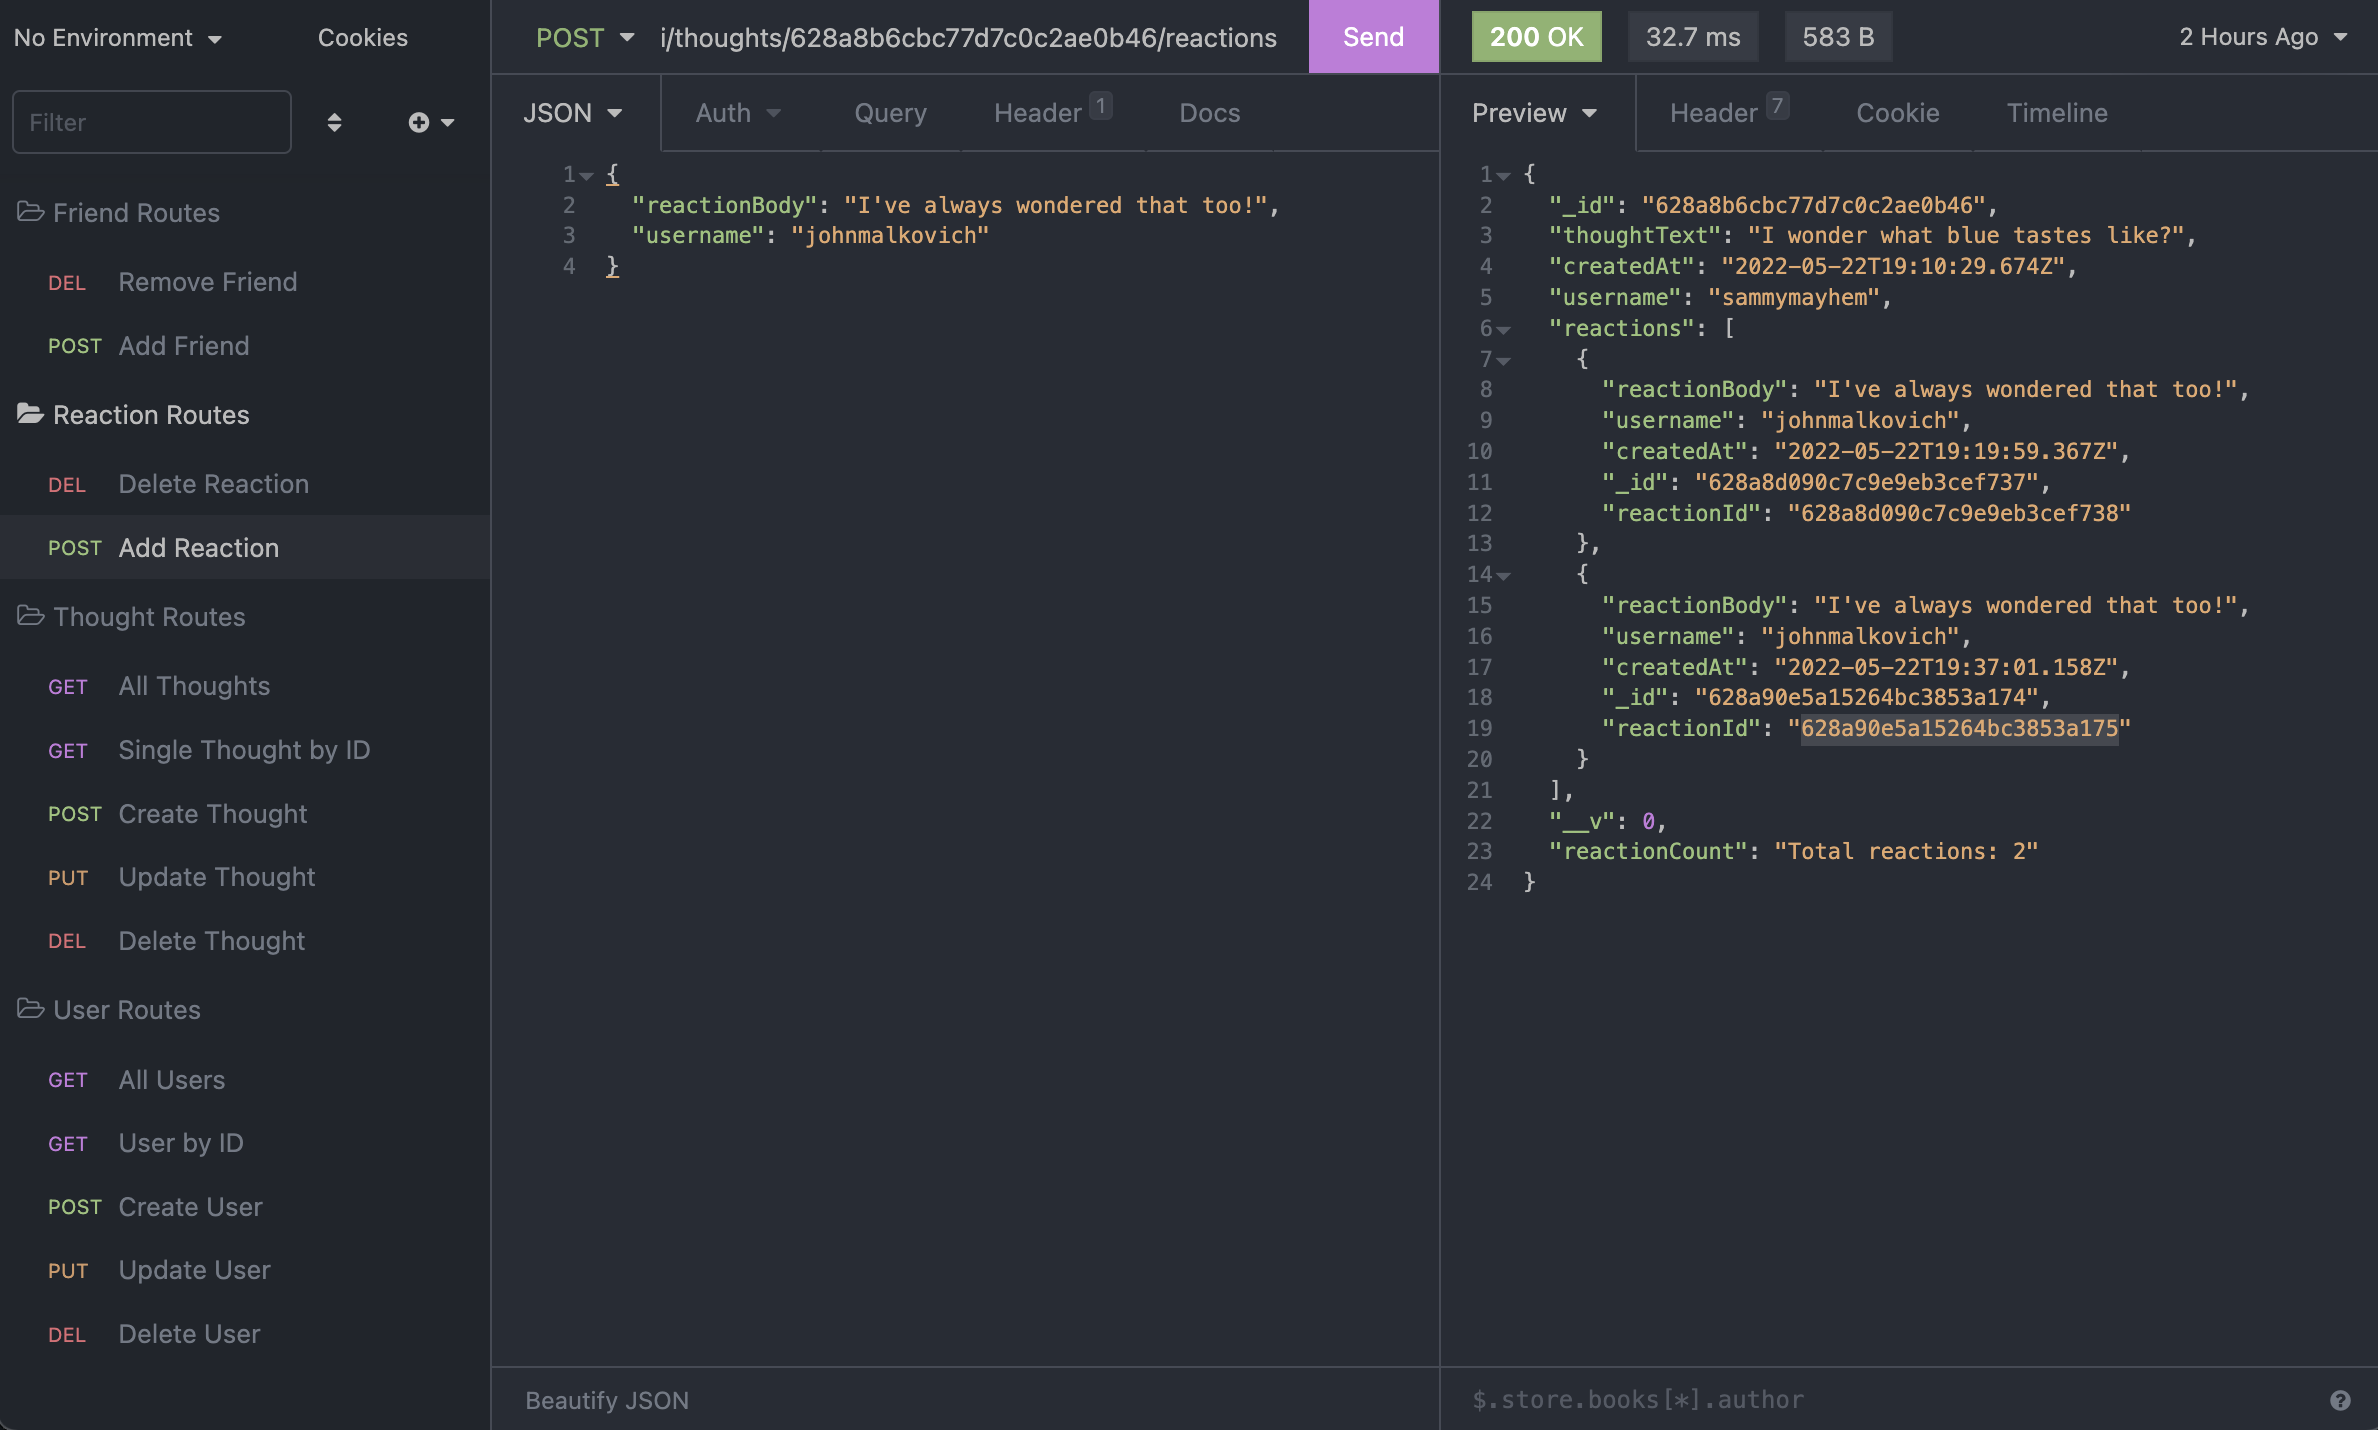 No Environment
Cookies
Filter
Friend Routes
DEL Remove Friend
POST Add Friend
Reaction Routes
DEL Delete Reaction
POST Add Reaction
Thought Routes
GET All Thoughts
GET Single Thought by ID
POST Create Thought
PUT Update Thought
DEL Delete Thought
User Routes
GET All Users
GET User by ID
POST Create User
PUT Update User
DEL Delete User
POST i/thoughts/628a8b6cbc77d7c0c2ae0b46/reactions Send
JSON Auth Query Header 1 Docs
1 {
2 "reactionBody": "I've always wondered that too!",
3 "username": "johnmalkovich"
4 }
Beautify JSON
200 OK 32.7 ms 583 B 2 Hours Ago
Preview Header 7 Cookie Timeline
1 {
2 "_id": "628a8b6cbc77d7c0c2ae0b46",
3 "thoughtText": "I wonder what blue tastes like?",
4 "createdAt": "2022-05-22T19:10:29.674Z",
5 "username": "sammymayhem",
6 "reactions": [
7 {
8 "reactionBody": "I've always wondered that too!",
9 "username": "johnmalkovich",
10 "createdAt": "2022-05-22T19:19:59.367Z",
11 "_id": "628a8d090c7c9e9eb3cef737",
12 "reactionId": "628a8d090c7c9e9eb3cef738"
13 },
14 {
15 "reactionBody": "I've always wondered that too!",
16 "username": "johnmalkovich",
17 "createdAt": "2022-05-22T19:37:01.158Z",
18 "_id": "628a90e5a15264bc3853a174",
19 "reactionId": "628a90e5a15264bc3853a175"
20 }
21 ],
22 "__v": 0,
23 "reactionCount": "Total reactions: 2"
24 }
$.store.books[*].author